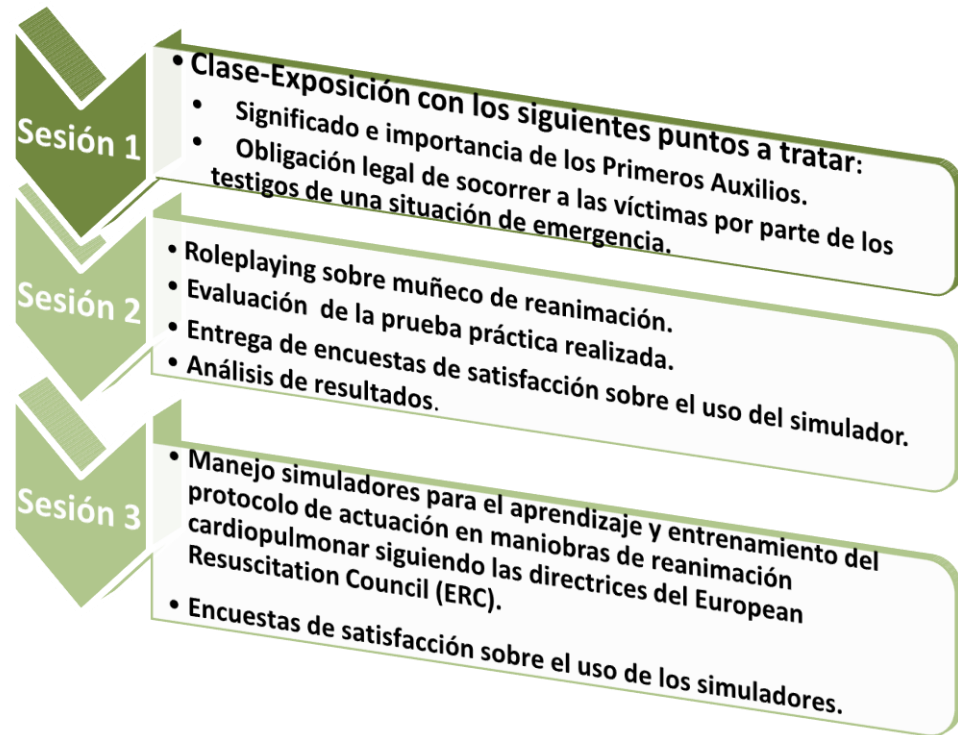 Sesión 1
• Clase-Exposición con los siguientes puntos a tratar:
• Significado e importancia de los Primeros Auxilios.
• Obligación legal de socorrer a las víctimas por parte de los
testigos de una situación de emergencia.
Sesión 2
• Roleplaying sobre muñeco de reanimación.
• Evaluación de la prueba práctica realizada.
• Entrega de encuestas de satisfacción sobre el uso del simulador.
• Análisis de resultados.
Sesión 3
• Manejo simuladores para el aprendizaje y entrenamiento del
protocolo de actuación en maniobras de reanimación
cardiopulmonar siguiendo las directrices del European
Resuscitation Council (ERC).
• Encuestas de satisfacción sobre el uso de los simuladores.